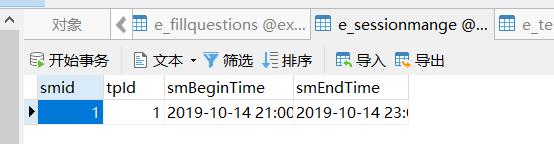 对象 e_fillquestions @ex... e_sessionmange @... e_te
开始事务 文本 筛选 排序 导入 导出
smid tpId smBeginTime smEndTime
1 1 2019-10-14 21:00 2019-10-14 23:0